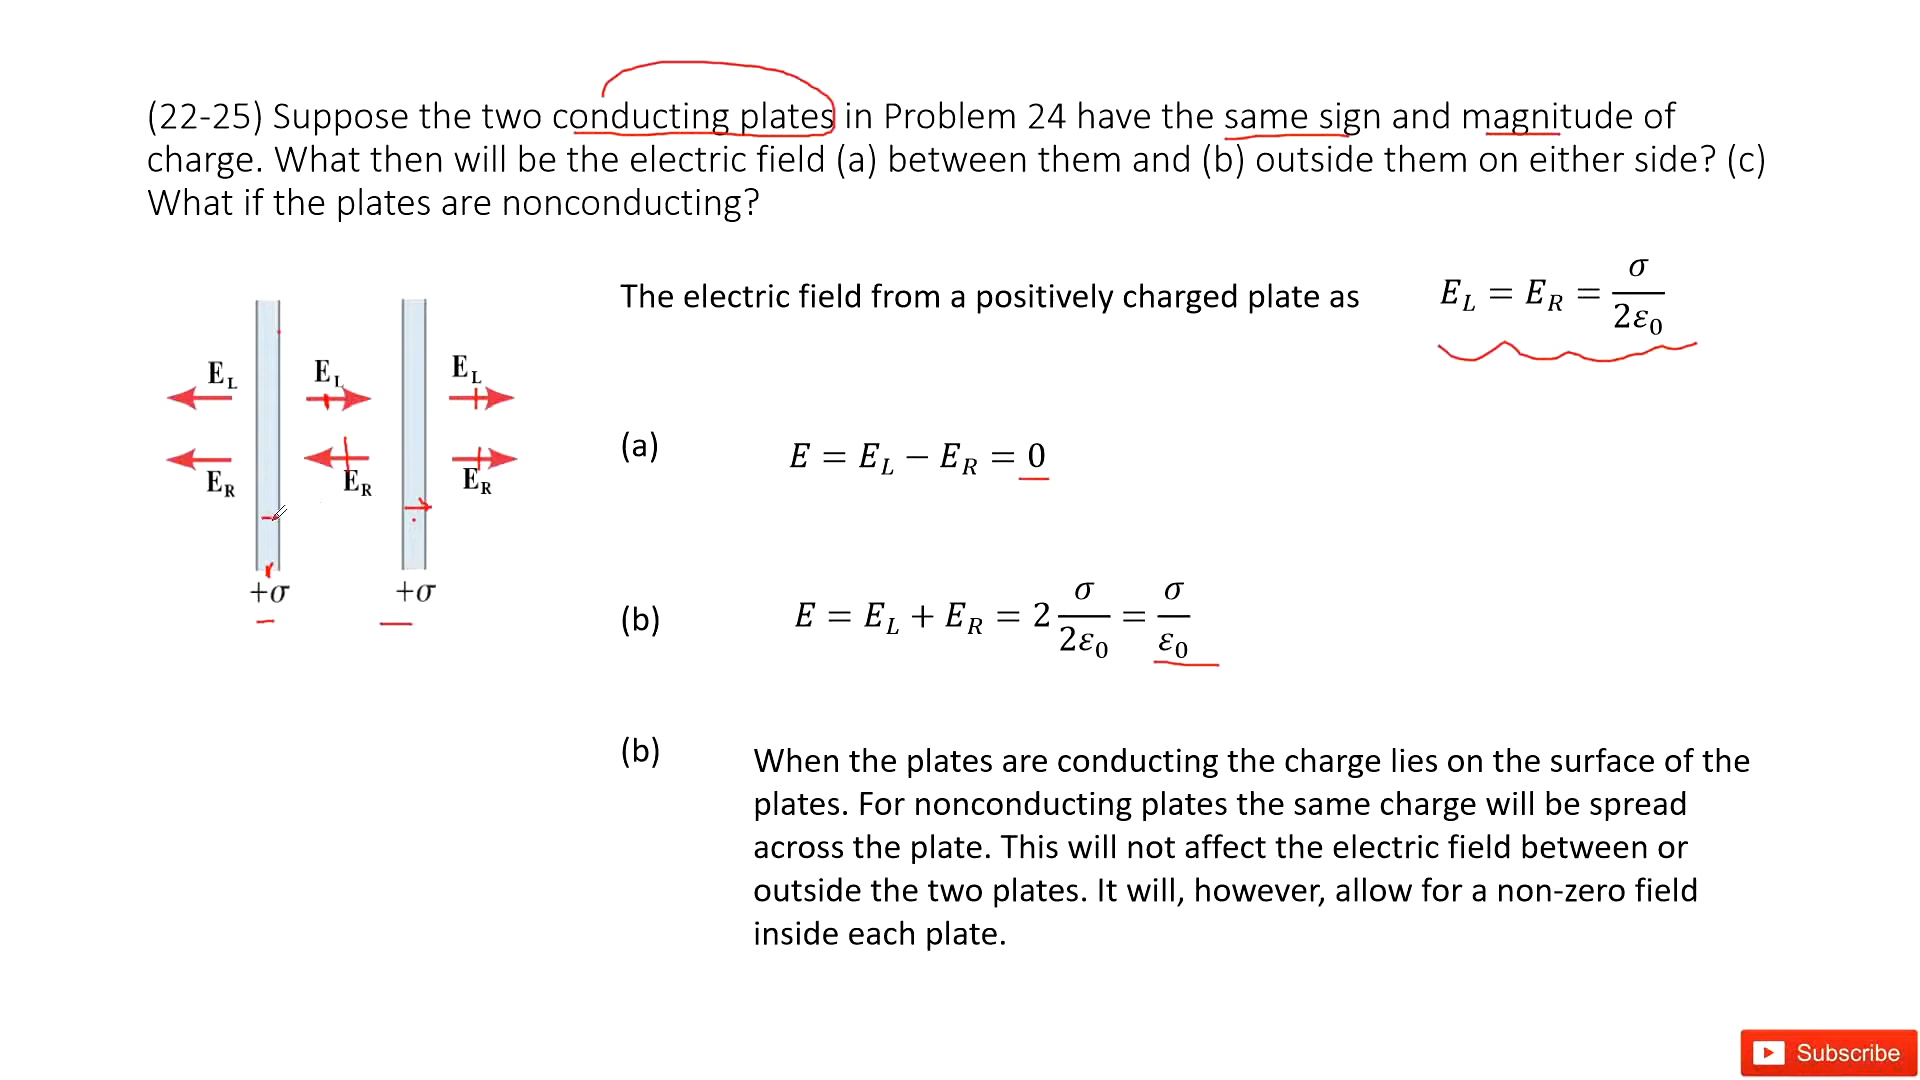 (22-25) Suppose the two conducting plates in Problem 24 have the same sign and magnitude of
charge. What then will be the electric field (a) between them and (b) outside them on either side? (c)
What if the plates are nonconducting?
The electric field from a positively charged plate as
E_L = E_R = σ/2ε₀
E_L E_L E_L
E_R E_R E_R
+σ +σ
(a) E = E_L − E_R = 0
(b) E = E_L + E_R = 2 σ/2ε₀ = σ/ε₀
(b) When the plates are conducting the charge lies on the surface of the
plates. For nonconducting plates the same charge will be spread
across the plate. This will not affect the electric field between or
outside the two plates. It will, however, allow for a non-zero field
inside each plate.
Subscribe